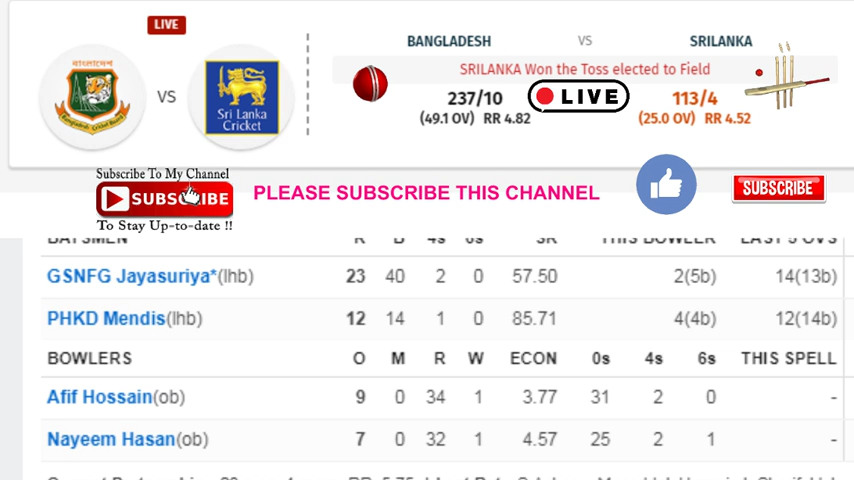 LIVE
বাংলাদেশ
VS
Sri Lanka
Cricket
BANGLADESH VS SRILANKA
SRILANKA Won the Toss elected to Field
237/10 LIVE 113/4
(49.1 OV) RR 4.82 (25.0 OV) RR 4.52
Subscribe To My Channel
SUBSCRIBE
To Stay Up-to-date !!
PLEASE SUBSCRIBE THIS CHANNEL
SUBSCRIBE
BATSMEN R B 4s 6s SR THIS BOWLER LAST 5 OVS
GSNFG Jayasuriya*(lhb) 23 40 2 0 57.50 2(5b) 14(13b)
PHKD Mendis(lhb) 12 14 1 0 85.71 4(4b) 12(14b)
BOWLERS O M R W ECON 0s 4s 6s THIS SPELL
Afif Hossain(ob) 9 0 34 1 3.77 31 2 0 -
Nayeem Hasan(ob) 7 0 32 1 4.57 25 2 1 -